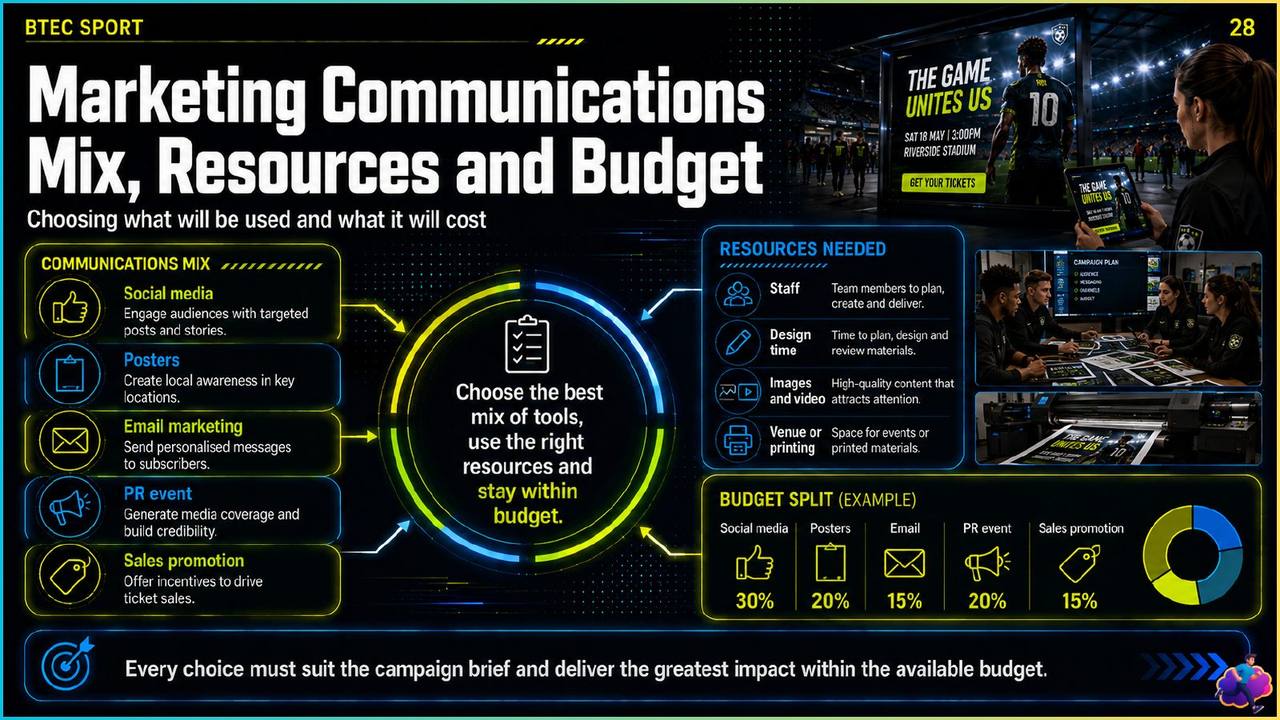 BTEC SPORT
28
Marketing Communications
Mix, Resources and Budget
Choosing what will be used and what it will cost
THE GAME
UNITES US
SAT 18 MAY | 3:00PM
RIVERSIDE STADIUM
GET YOUR TICKETS
10
THE GAME
UNITES US
10
COMMUNICATIONS MIX
Social media
Engage audiences with targeted
posts and stories.
Posters
Create local awareness in key
locations.
Email marketing
Send personalised messages
to subscribers.
PR event
Generate media coverage and
build credibility.
Sales promotion
Offer incentives to drive
ticket sales.
Choose the best
mix of tools,
use the right
resources and
stay within
budget.
RESOURCES NEEDED
Staff
Team members to plan,
create and deliver.
Design
time
Time to plan, design and
review materials.
Images
and video
High-quality content that
attracts attention.
Venue or
printing
Space for events or
printed materials.
CAMPAIGN PLAN
AUDIENCE
MESSAGING
CHANNELS
BUDGET
THE GAME
UNITES US
10
BUDGET SPLIT (EXAMPLE)
Social media
Posters
Email
PR event
Sales promotion
30%
20%
15%
20%
15%
Every choice must suit the campaign brief and deliver the greatest impact within the available budget.